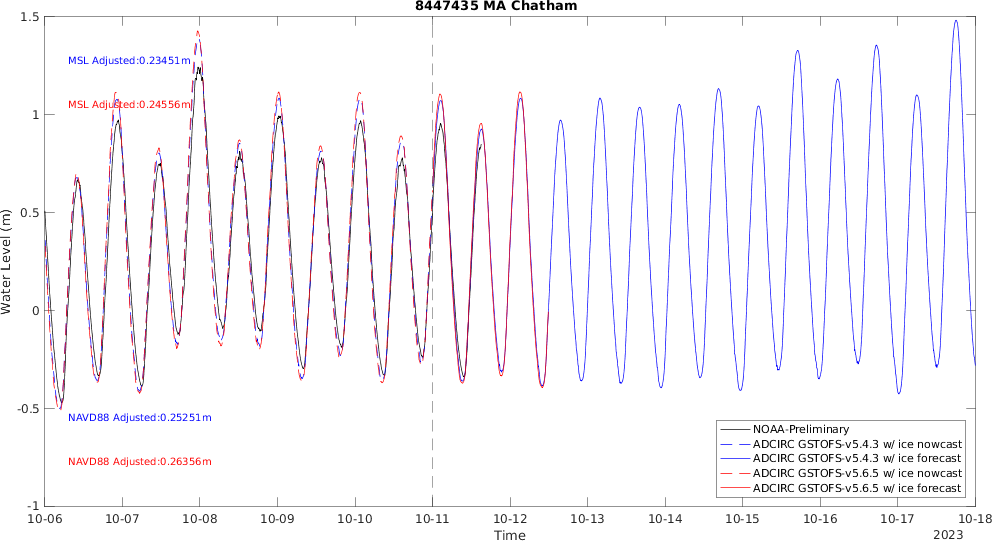 8447435 MA Chatham
1.5
1
0.5
0
-0.5
-1
Water Level (m)
MSL Adjusted:0.23451m
MSL Adjusted:0.24556m
NAVD88 Adjusted:0.25251m
NAVD88 Adjusted:0.26356m
NOAA-Preliminary
ADCIRC GSTOFS-v5.4.3 w/ ice nowcast
ADCIRC GSTOFS-v5.4.3 w/ ice forecast
ADCIRC GSTOFS-v5.6.5 w/ ice nowcast
ADCIRC GSTOFS-v5.6.5 w/ ice forecast
10-06 10-07 10-08 10-09 10-10 10-11 10-12 10-13 10-14 10-15 10-16 10-17 10-18
Time
2023